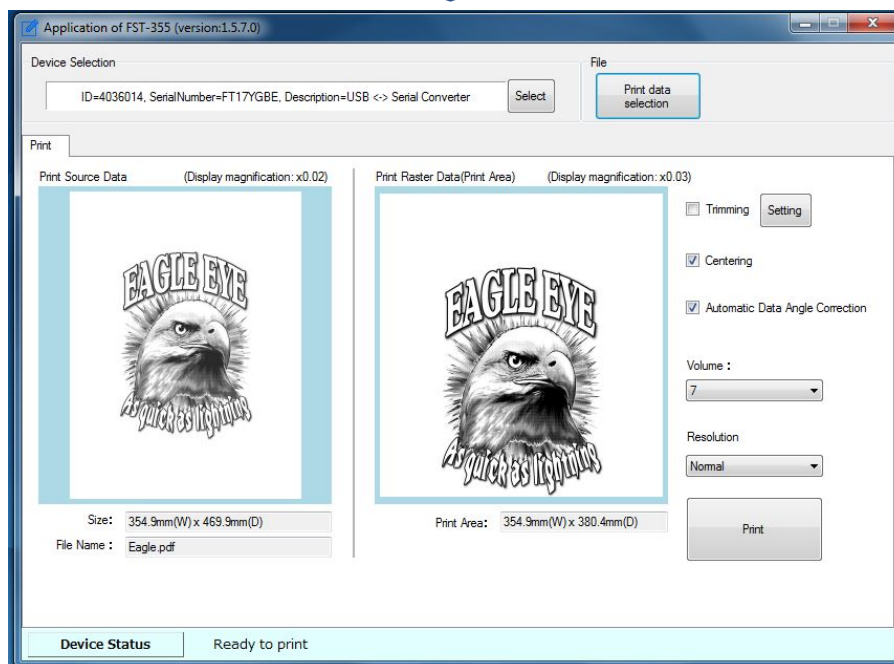 Application of FST-355 (version:1.5.7.0)
Device Selection
File
ID=4036014, SerialNumber=FT17YGBE, Description=USB <-> Serial Converter
Select
Print data
selection
Print
Print Source Data
(Display magnification: x0.02)
EAGLE EYE
As quick as lightning
Size:
354.9mm(W) x 469.9mm(D)
File Name :
Eagle.pdf
Print Raster Data(Print Area)
(Display magnification: x0.03)
EAGLE EYE
As quick as lightning
Print Area:
354.9mm(W) x 380.4mm(D)
Trimming
Setting
Centering
Automatic Data Angle Correction
Volume :
7
Resolution
Normal
Print
Device Status
Ready to print